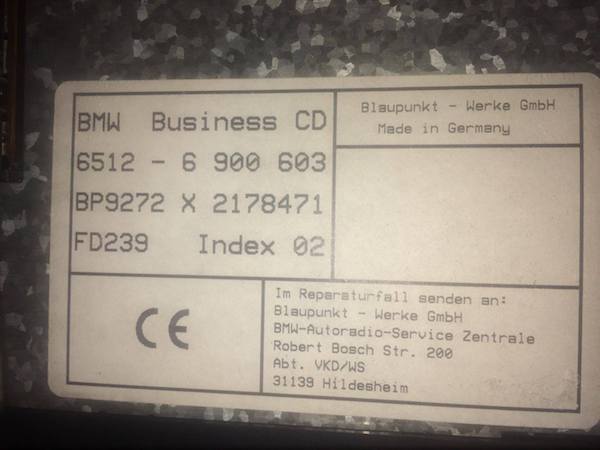 BMW Business CD
6512 - 6 900 603
BP9272 X 2178471
FD239 Index 02
Blaupunkt - Werke GmbH
Made in Germany
CE
Im Reparaturfall senden an:
Blaupunkt - Werke GmbH
BMW-Autoradio-Service Zentrale
Robert Bosch Str. 200
Abt. VKD/WS
31139 Hildesheim